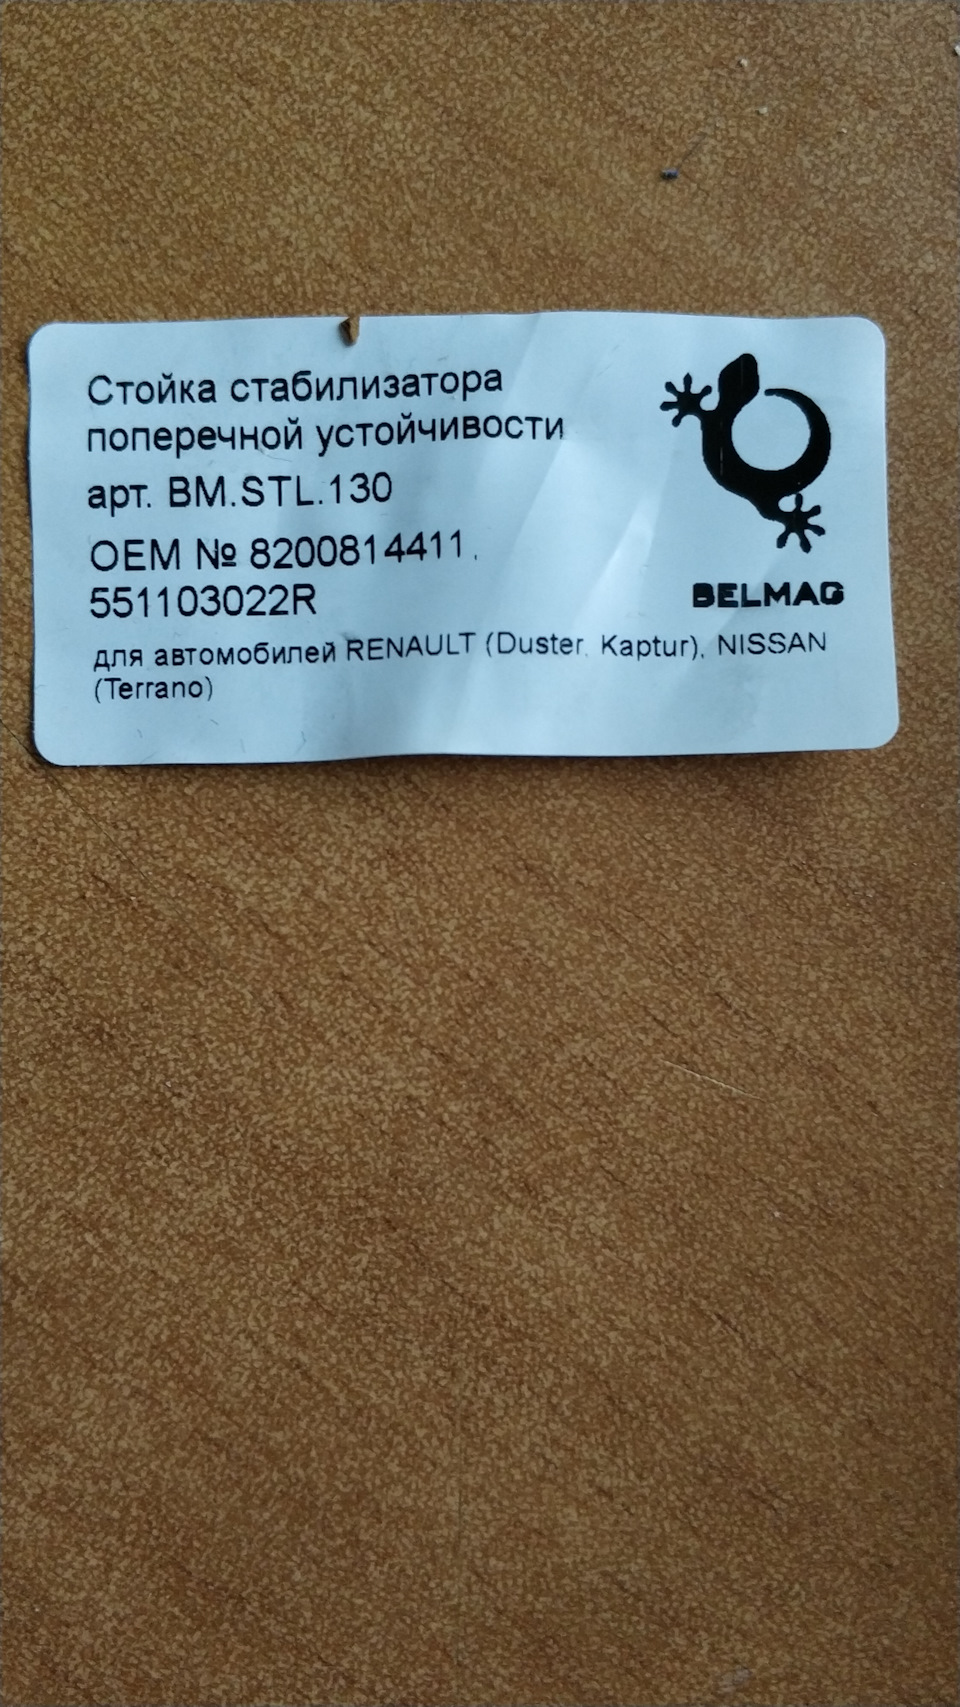 Стойка стабилизатора
поперечной устойчивости
арт. BM.STL.130
OEM № 8200814411,
551103022R
для автомобилей RENAULT (Duster, Kaptur), NISSAN
(Terrano)
BELMAG